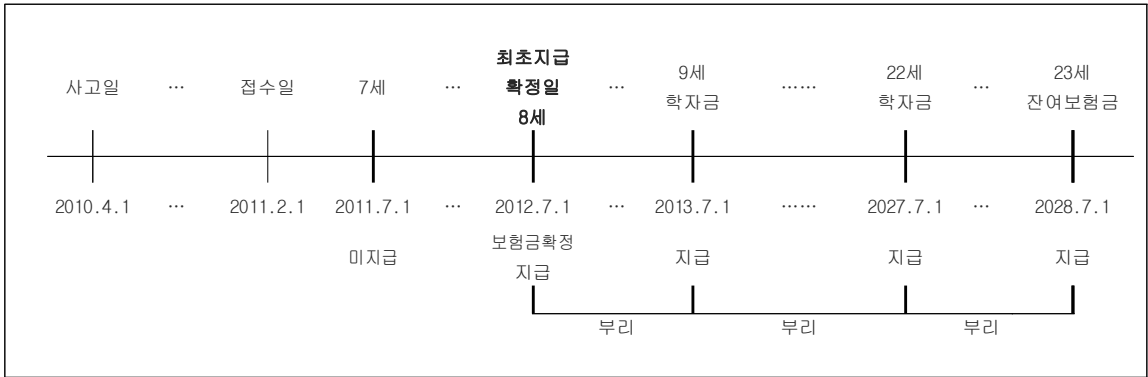 최초지급
사고일 … 접수일 7세 … 확정일 … 9세 …… 22세 … 23세
8세 학자금 학자금 잔여보험금
2010.4.1 … 2011.2.1 2011.7.1 … 2012.7.1 … 2013.7.1 …… 2027.7.1 … 2028.7.1
미지급 보험금확정 지급 지급 지급
지급
부리 부리 부리